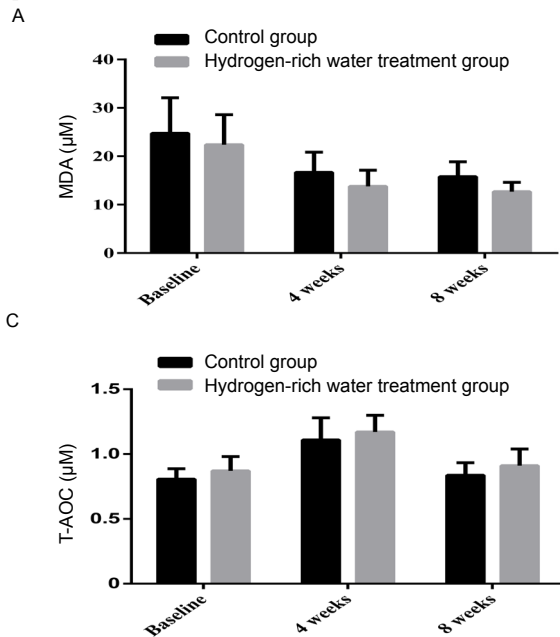 A
Control group
Hydrogen-rich water treatment group
40
30
20
10
0
MDA (μM)
Baseline
4 weeks
8 weeks
C
Control group
Hydrogen-rich water treatment group
1.5
1.0
0.5
0
T-AOC (μM)
Baseline
4 weeks
8 weeks